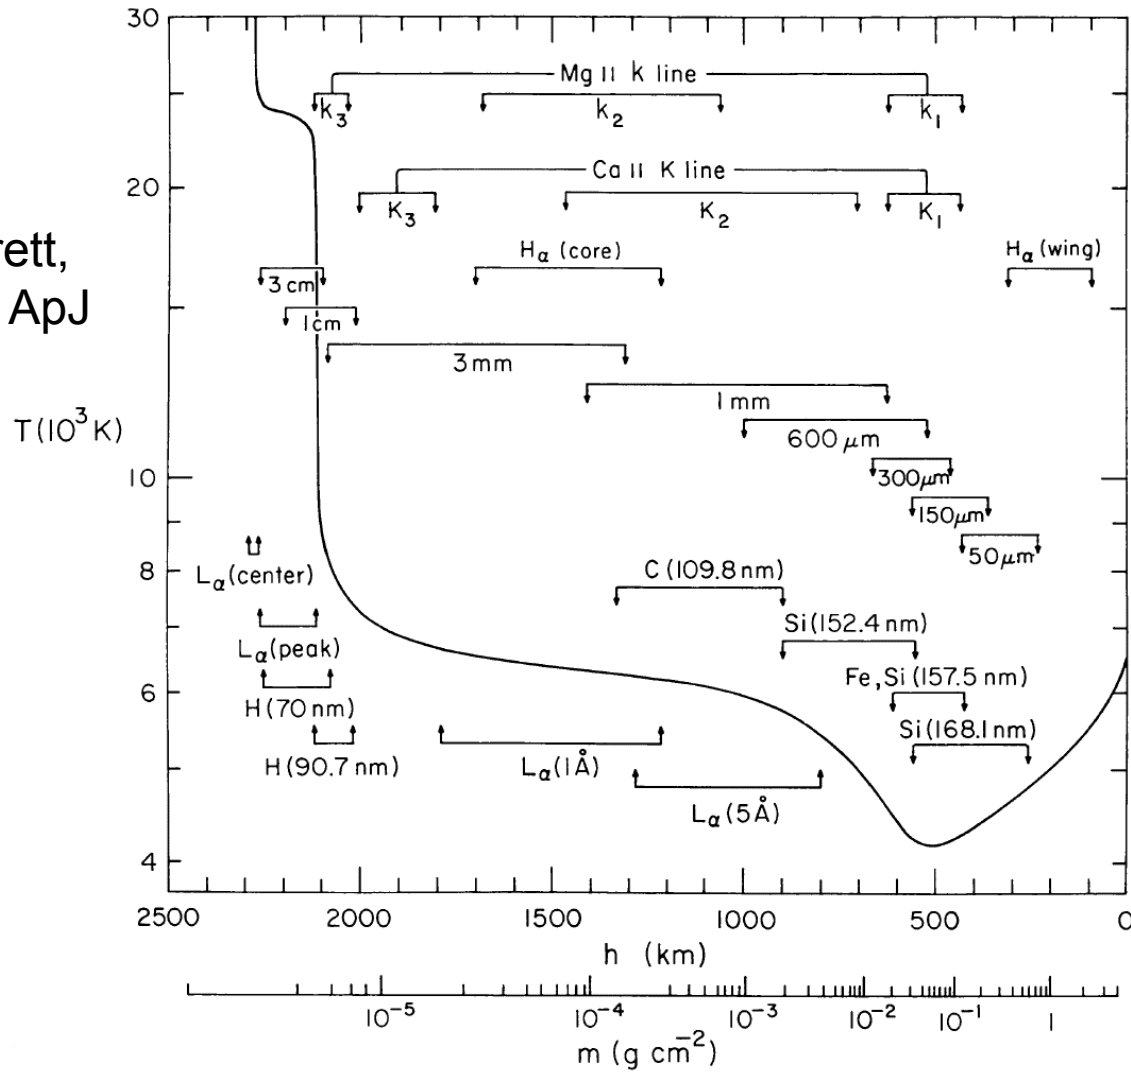 30
Mg II k line
k3
k2
k1
Ca II K line
20
K3
K2
K1
rett,
Hα (core)
Hα (wing)
ApJ
3 cm
1cm
3mm
1 mm
T(10³ K)
600 μm
10
300μm
150μm
50μm
8
Lα(center)
C (109.8 nm)
Lα(peak)
Si(152.4 nm)
6
H(70 nm)
Fe,Si(157.5 nm)
Si(168.1nm)
H(90.7 nm)
Lα(1Å)
Lα(5Å)
4
2500 2000 1500 1000 500 0
h (km)
10⁻⁵ 10⁻⁴ 10⁻³ 10⁻² 10⁻¹ 1
m (g cm⁻²)